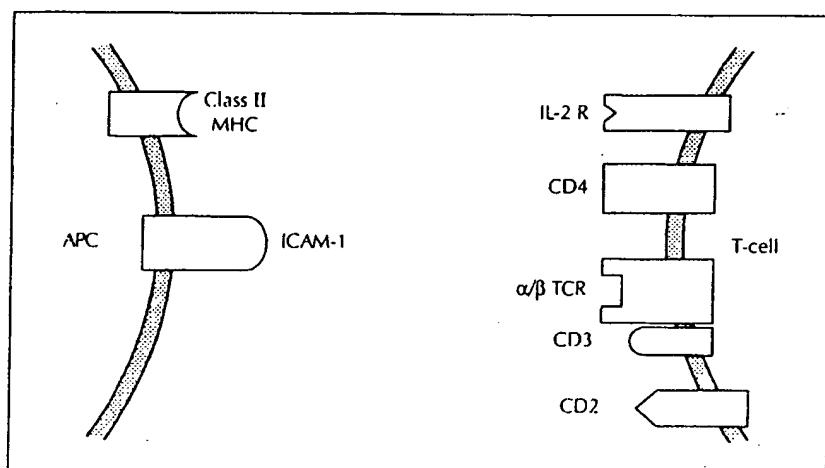 Class II
MHC
APC
ICAM-1
IL-2 R
CD4
T-cell
α/β TCR
CD3
CD2